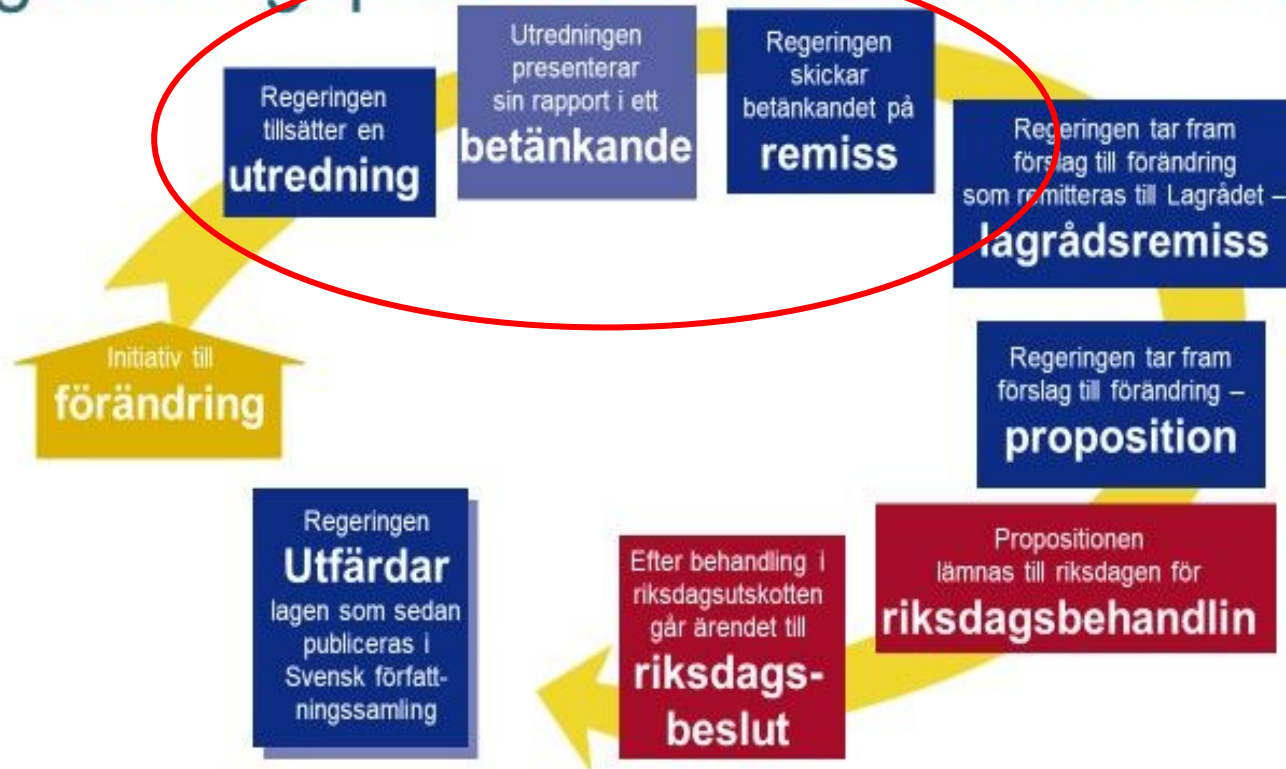 Regeringen
tillsätter en
utredning
Utredningen
presenterar
sin rapport i ett
betänkande
Regeringen
skickar
betänkandet på
remiss
Regeringen tar fram
förslag till förändring
som remitteras till Lagrådet –
lagrådsremiss
Initiativ till
förändring
Regeringen tar fram
förslag till förändring –
proposition
Propositionen
lämnas till riksdagen för
riksdagsbehandlin
Efter behandling i
riksdagsutskotten
går ärendet till
riksdags-
beslut
Regeringen
Utfärdar
lagen som sedan
publiceras i
Svensk författ-
ningssamling